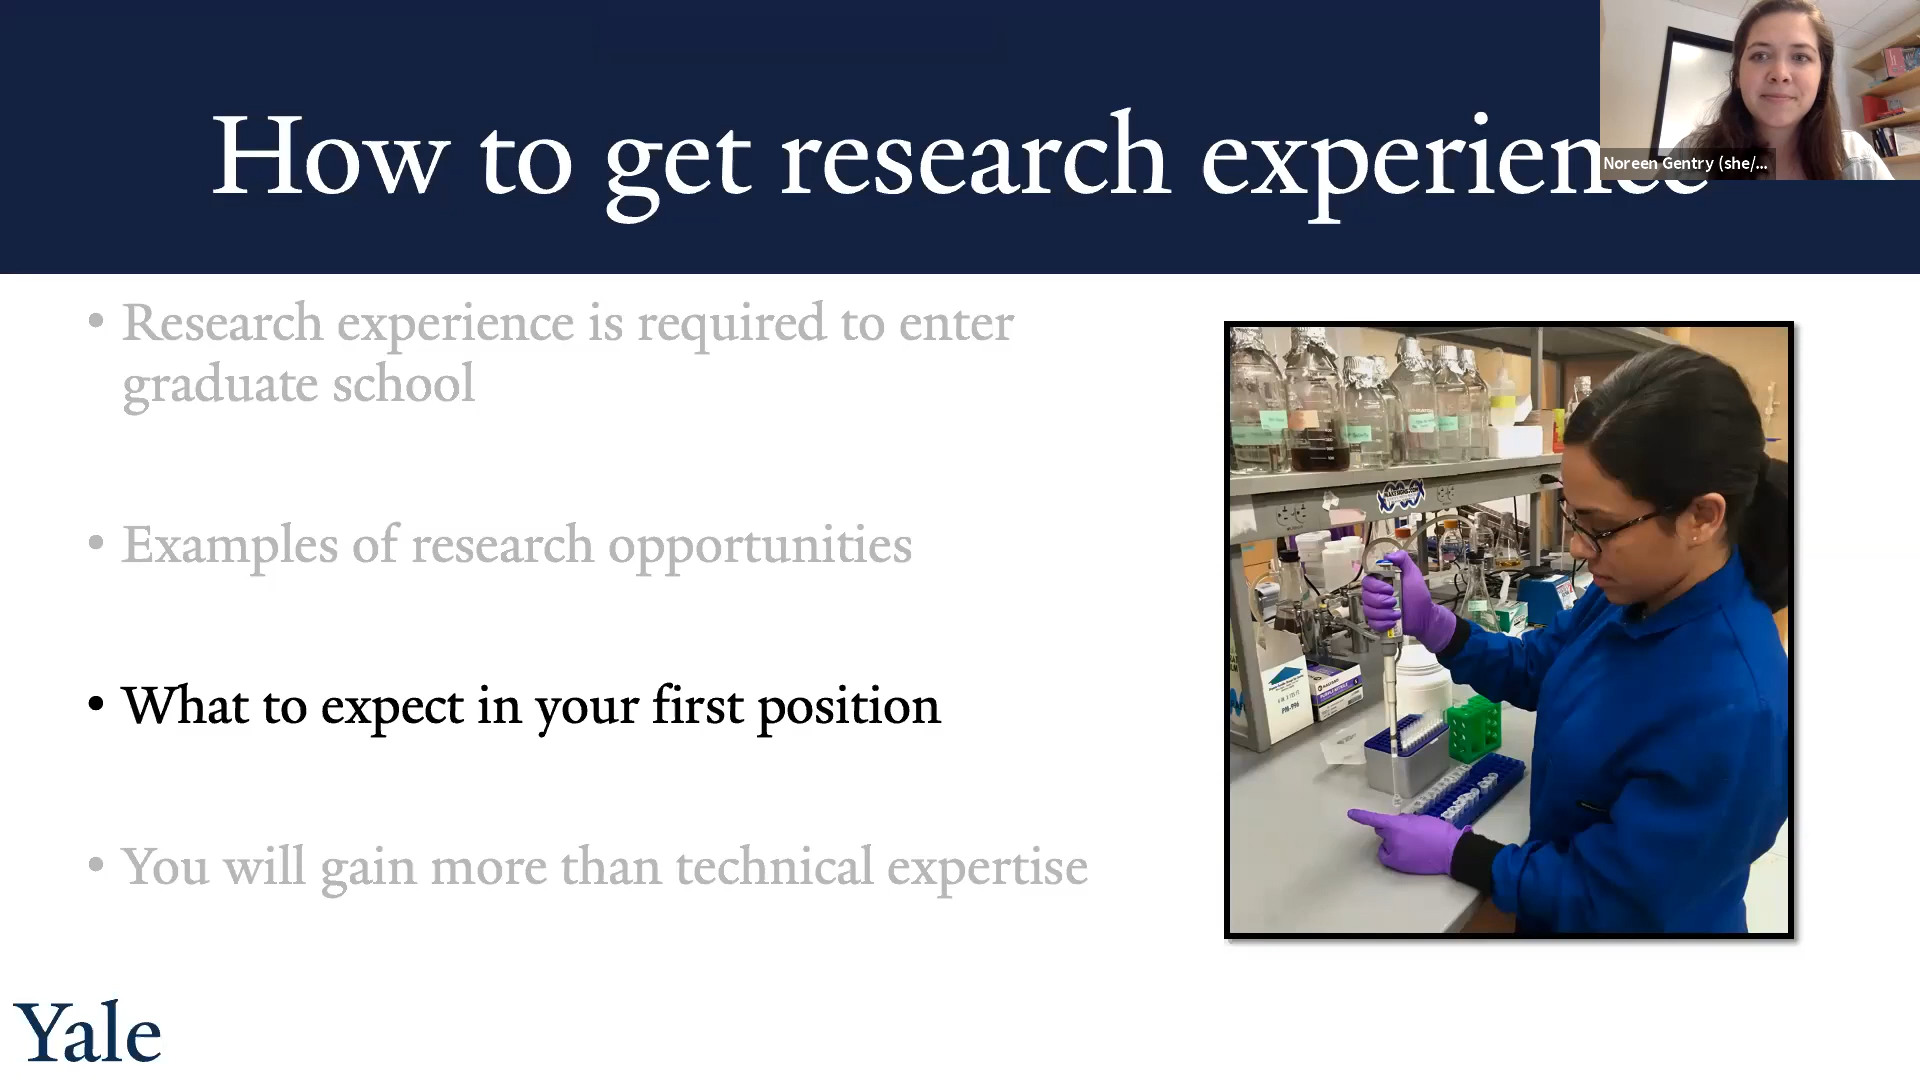 How to get research experience
Noreen Gentry (she/...
• Research experience is required to enter
graduate school
• Examples of research opportunities
• What to expect in your first position
• You will gain more than technical expertise
Yale